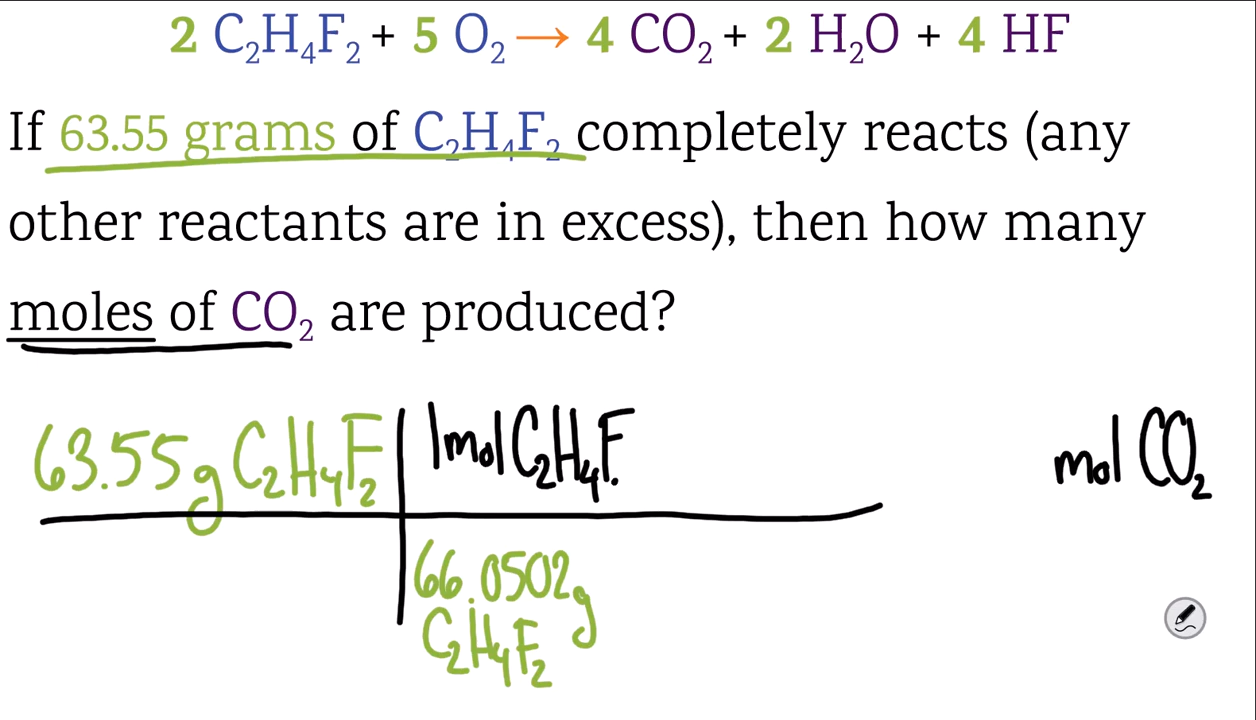 2 C₂H₄F₂ + 5 O₂ → 4 CO₂ + 2 H₂O + 4 HF
If 63.55 grams of C₂H₄F₂ completely reacts (any
other reactants are in excess), then how many
moles of CO₂ are produced?
63.55g C₂H₄F₂ | 1mol C₂H₄F. mol CO₂
66.0502g
C₂H₄F₂